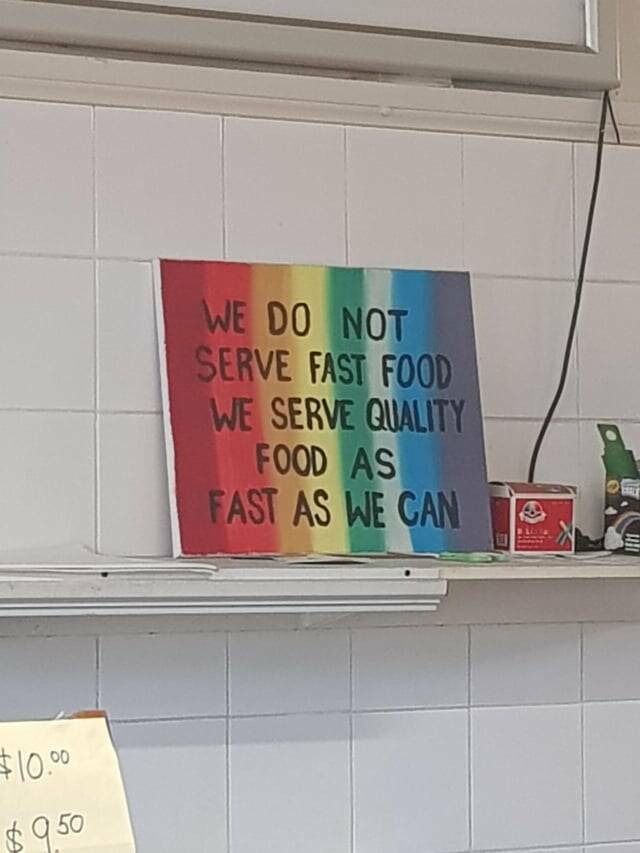 WE DO NOT
SERVE FAST FOOD
WE SERVE QUALITY
FOOD AS
FAST AS WE CAN
$10.00
$9.50